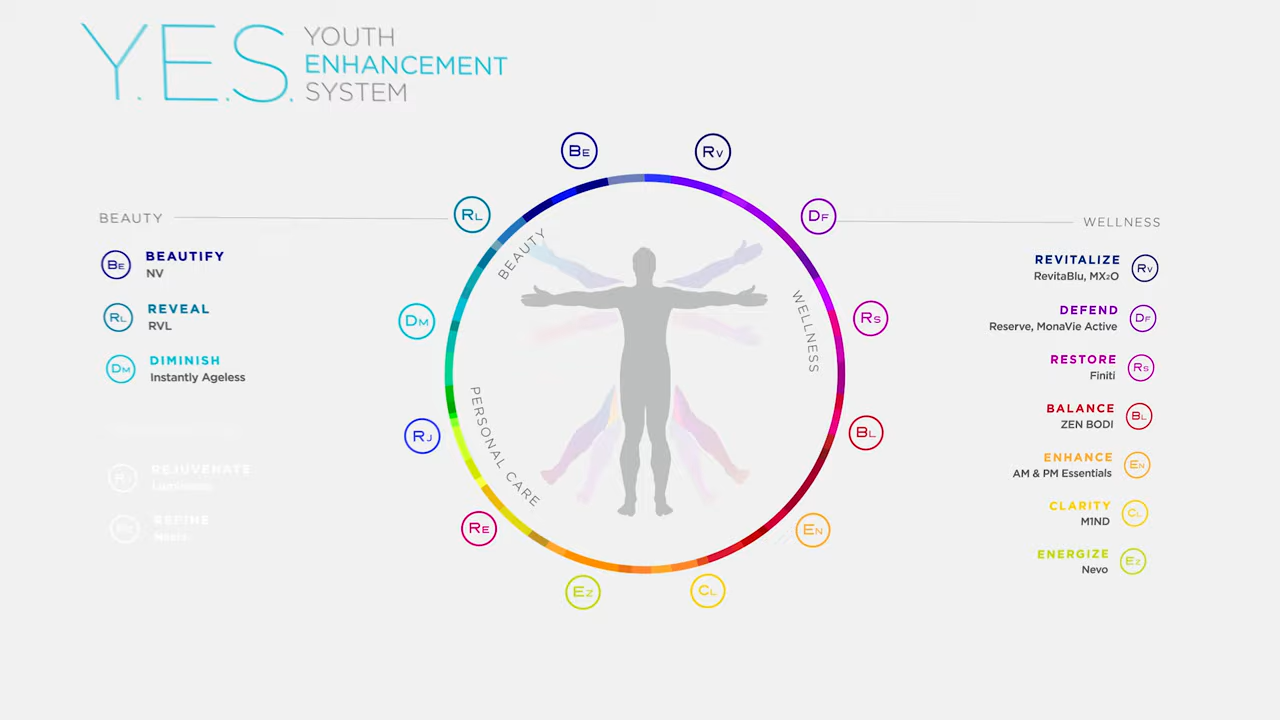 Y.E.S.
YOUTH
ENHANCEMENT
SYSTEM
BE
RV
RL
DF
DM
RS
RJ
BL
RE
EN
EZ
CL
BEAUTY
WELLNESS
PERSONAL CARE
BEAUTY
BE
BEAUTIFY
NV
RL
REVEAL
RVL
DM
DIMINISH
Instantly Ageless
REJUVENATE
REFINE
WELLNESS
REVITALIZE
RevitaBlu, MX2O
RV
DEFEND
Reserve, MonaVie Active
DF
RESTORE
Finiti
RS
BALANCE
ZEN BODI
BL
ENHANCE
AM & PM Essentials
EN
CLARITY
M1ND
CL
ENERGIZE
Nevo
EZ